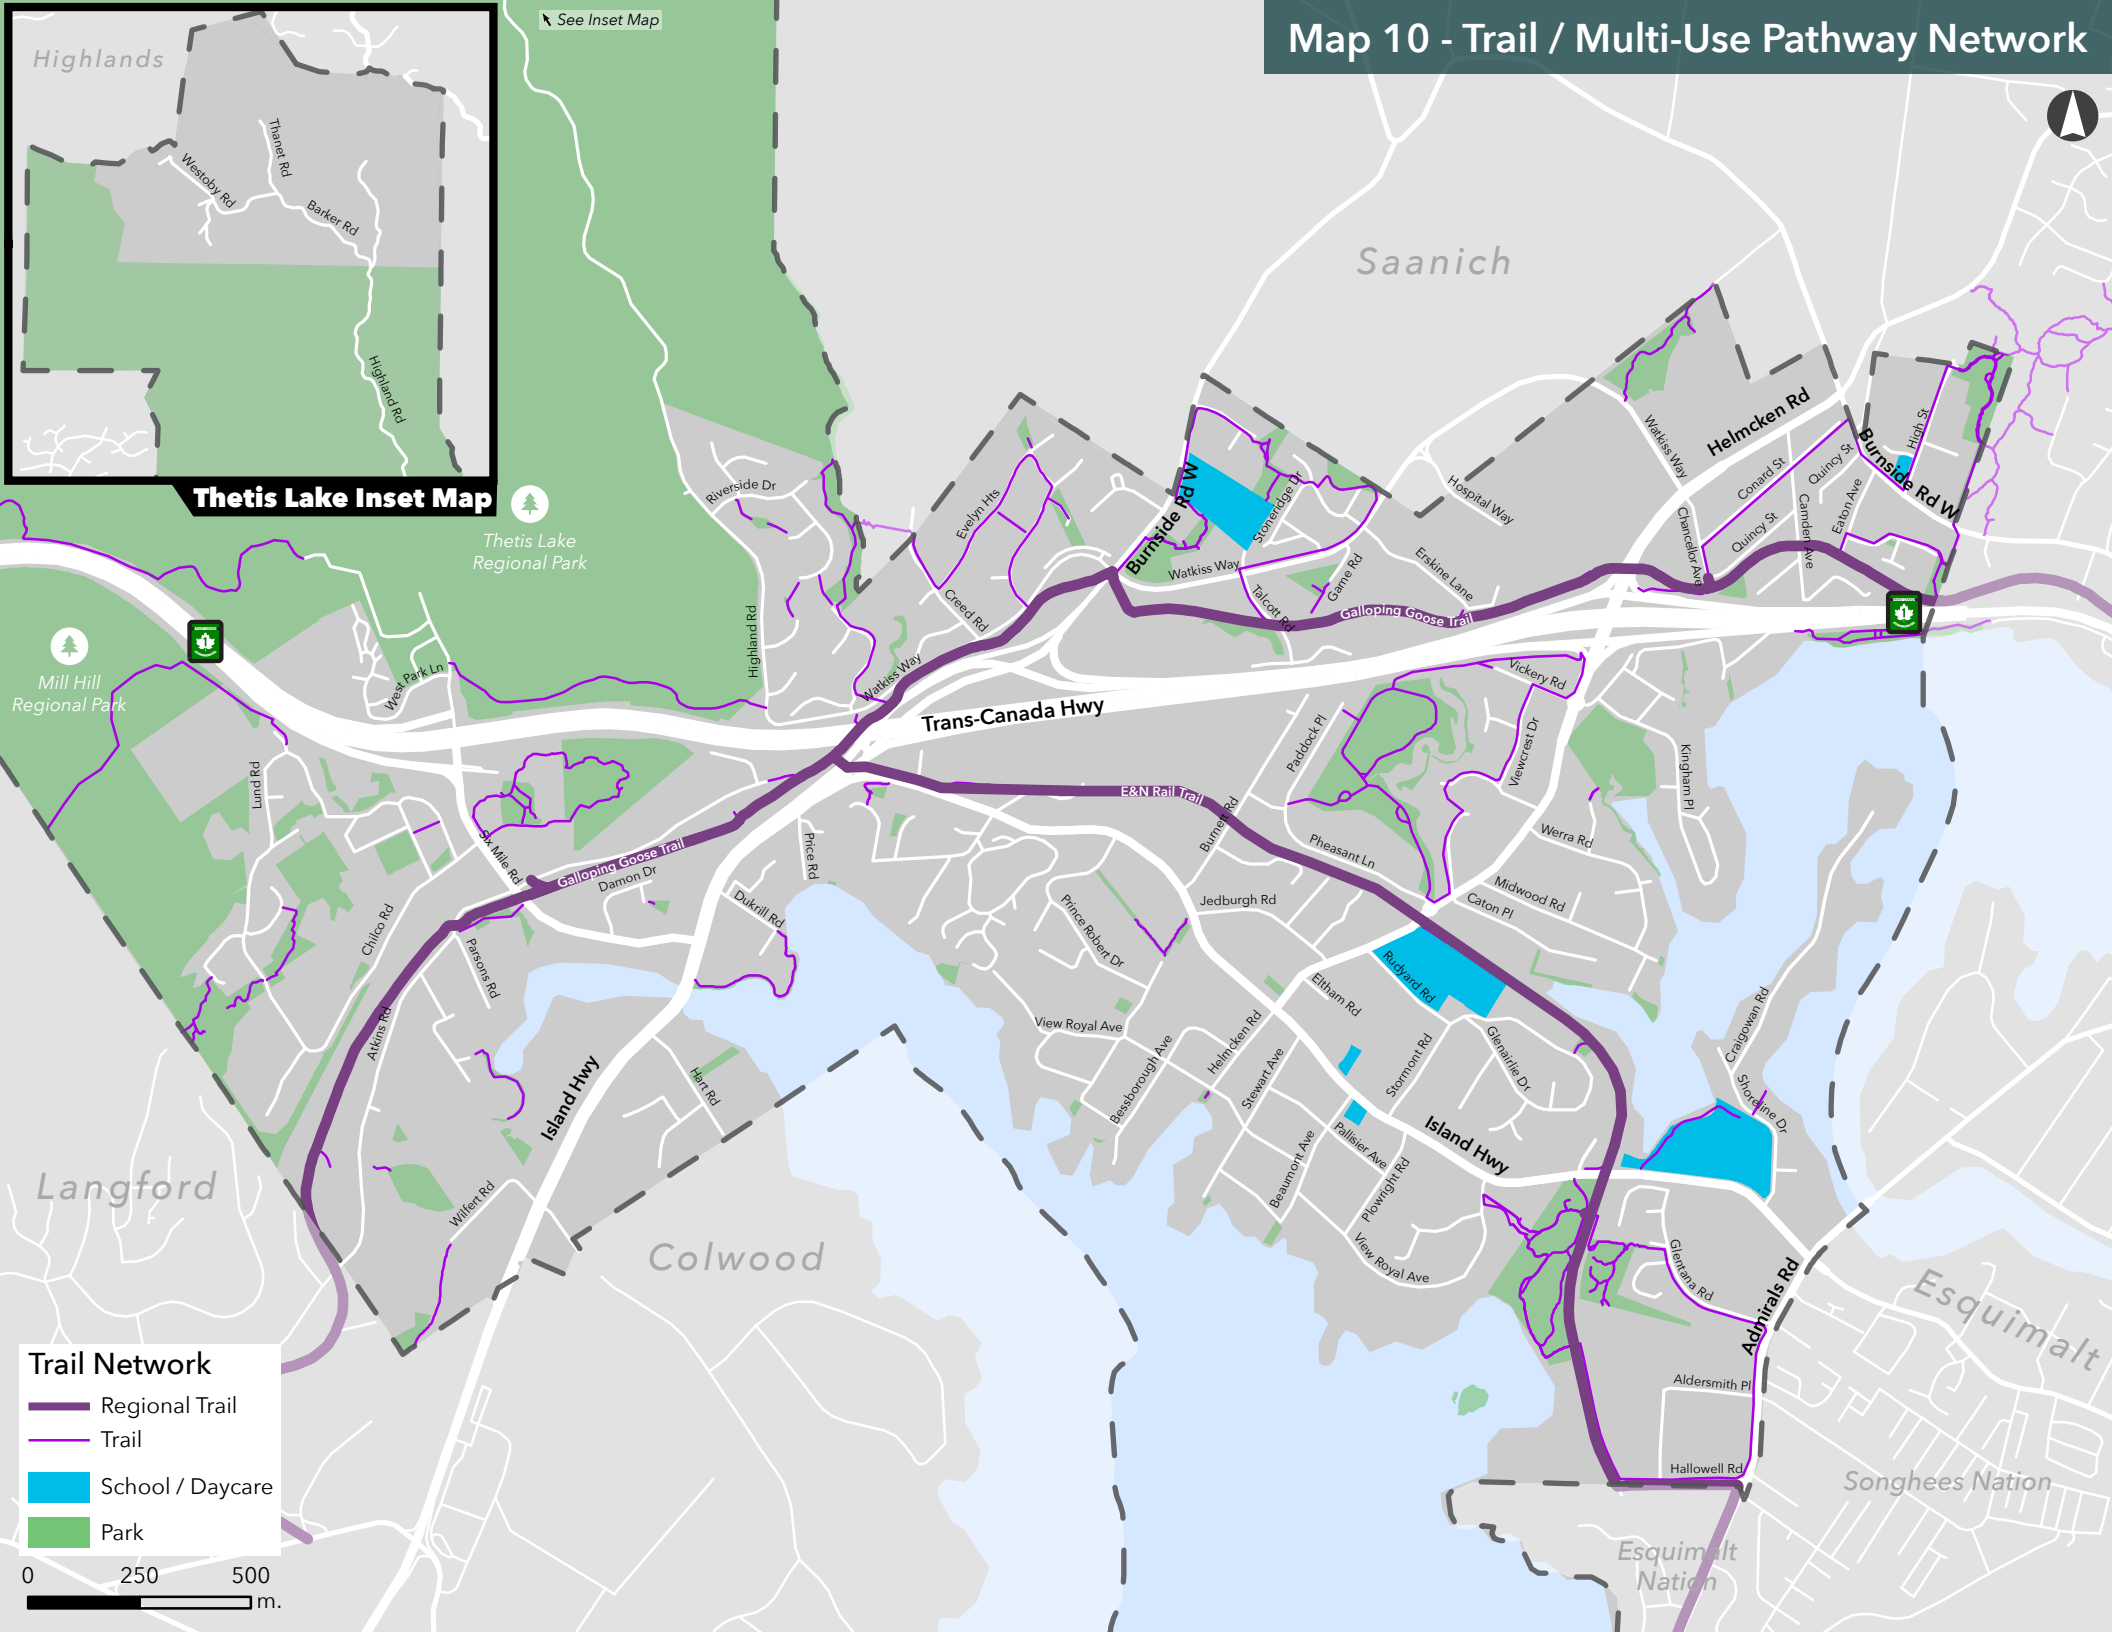 See Inset Map
Map 10 - Trail / Multi-Use Pathway Network
Highlands
Thanet Rd
Westoby Rd
Barker Rd
Highland Rd
Thetis Lake Inset Map
Saanich
Thetis Lake
Regional Park
Mill Hill
Regional Park
Riverside Dr
Evelyn Hts
Burnside Rd W
Stoneridge Dr
Hospital Way
Watkiss Way
Helmcken Rd
High St
Burnside Rd W
Conard St
Quincy St
Quincy St
Camden Ave
Eaton Ave
Chancellor Ave
Watkiss Way
Game Rd
Erskine Lane
Talcott Rd
Creed Rd
Galloping Goose Trail
Highland Rd
Watkiss Way
West Park Ln
1
1
Trans-Canada Hwy
Vickery Rd
Viewcrest Dr
Paddock Pl
Kingham Pl
Lund Rd
E&N Rail Trail
Burnett Rd
Six Mile Rd
Price Rd
Galloping Goose Trail
Damon Dr
Pheasant Ln
Werra Rd
Midwood Rd
Caton Pl
Dukrill Rd
Prince Robert Dr
Jedburgh Rd
Chilco Rd
Parsons Rd
Rudyard Rd
Eltham Rd
Atkins Rd
View Royal Ave
Helmcken Rd
Bessborough Ave
Stewart Ave
Stormont Rd
Glenairlie Dr
Craigowan Rd
Shoreline Dr
Hart Rd
Island Hwy
Island Hwy
Pallisier Ave
Beaumont Ave
Plowright Rd
View Royal Ave
Langford
Wilfert Rd
Colwood
Glentana Rd
Admirals Rd
Esquimalt
Aldersmith Pl
Hallowell Rd
Songhees Nation
Esquimalt
Nation
Trail Network
Regional Trail
Trail
School / Daycare
Park
0 250 500
m.